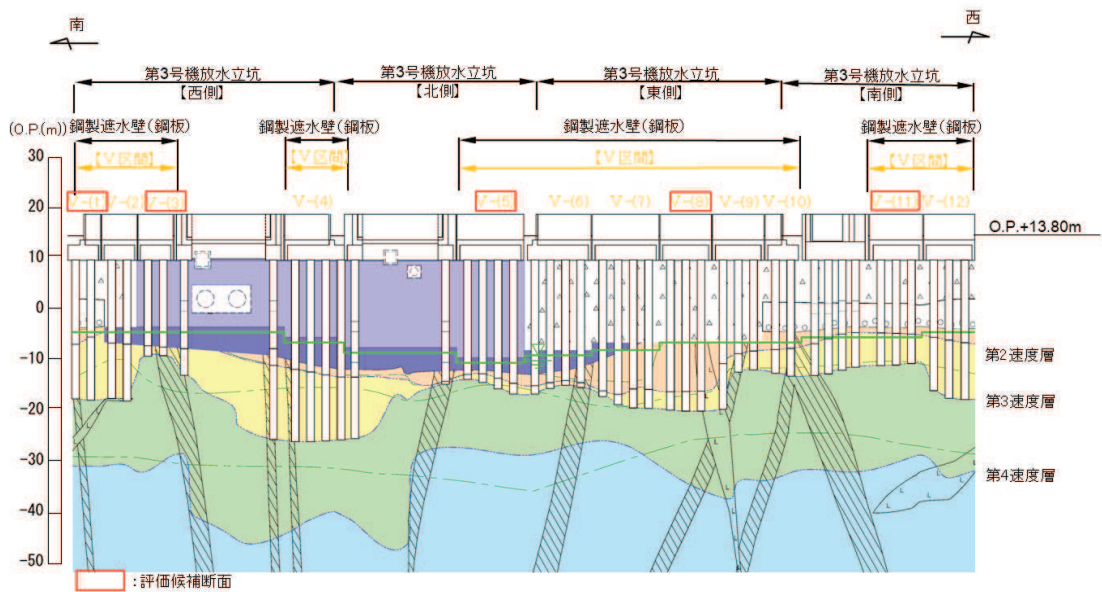 南
西
第3号機放水立坑 第3号機放水立坑 第3号機放水立坑 第3号機放水立坑
【西側】 【北側】 【東側】 【南側】
(O.P.(m)) 鋼製遮水壁(鋼板) 鋼製遮水壁(鋼板) 鋼製遮水壁(鋼板) 鋼製遮水壁(鋼板)
【Ⅴ区間】 【Ⅴ区間】 【Ⅴ区間】 【Ⅴ区間】
Ⅴ-(1) Ⅴ-(2) Ⅴ-(3) Ⅴ-(4) Ⅴ-(5) Ⅴ-(6) Ⅴ-(7) Ⅴ-(8) Ⅴ-(9) Ⅴ-(10) Ⅴ-(11) Ⅴ-(12)
30
20
O.P.+13.80m
10
0
第2速度層
-10
第3速度層
-20
-30
第4速度層
-40
-50
:評価候補断面